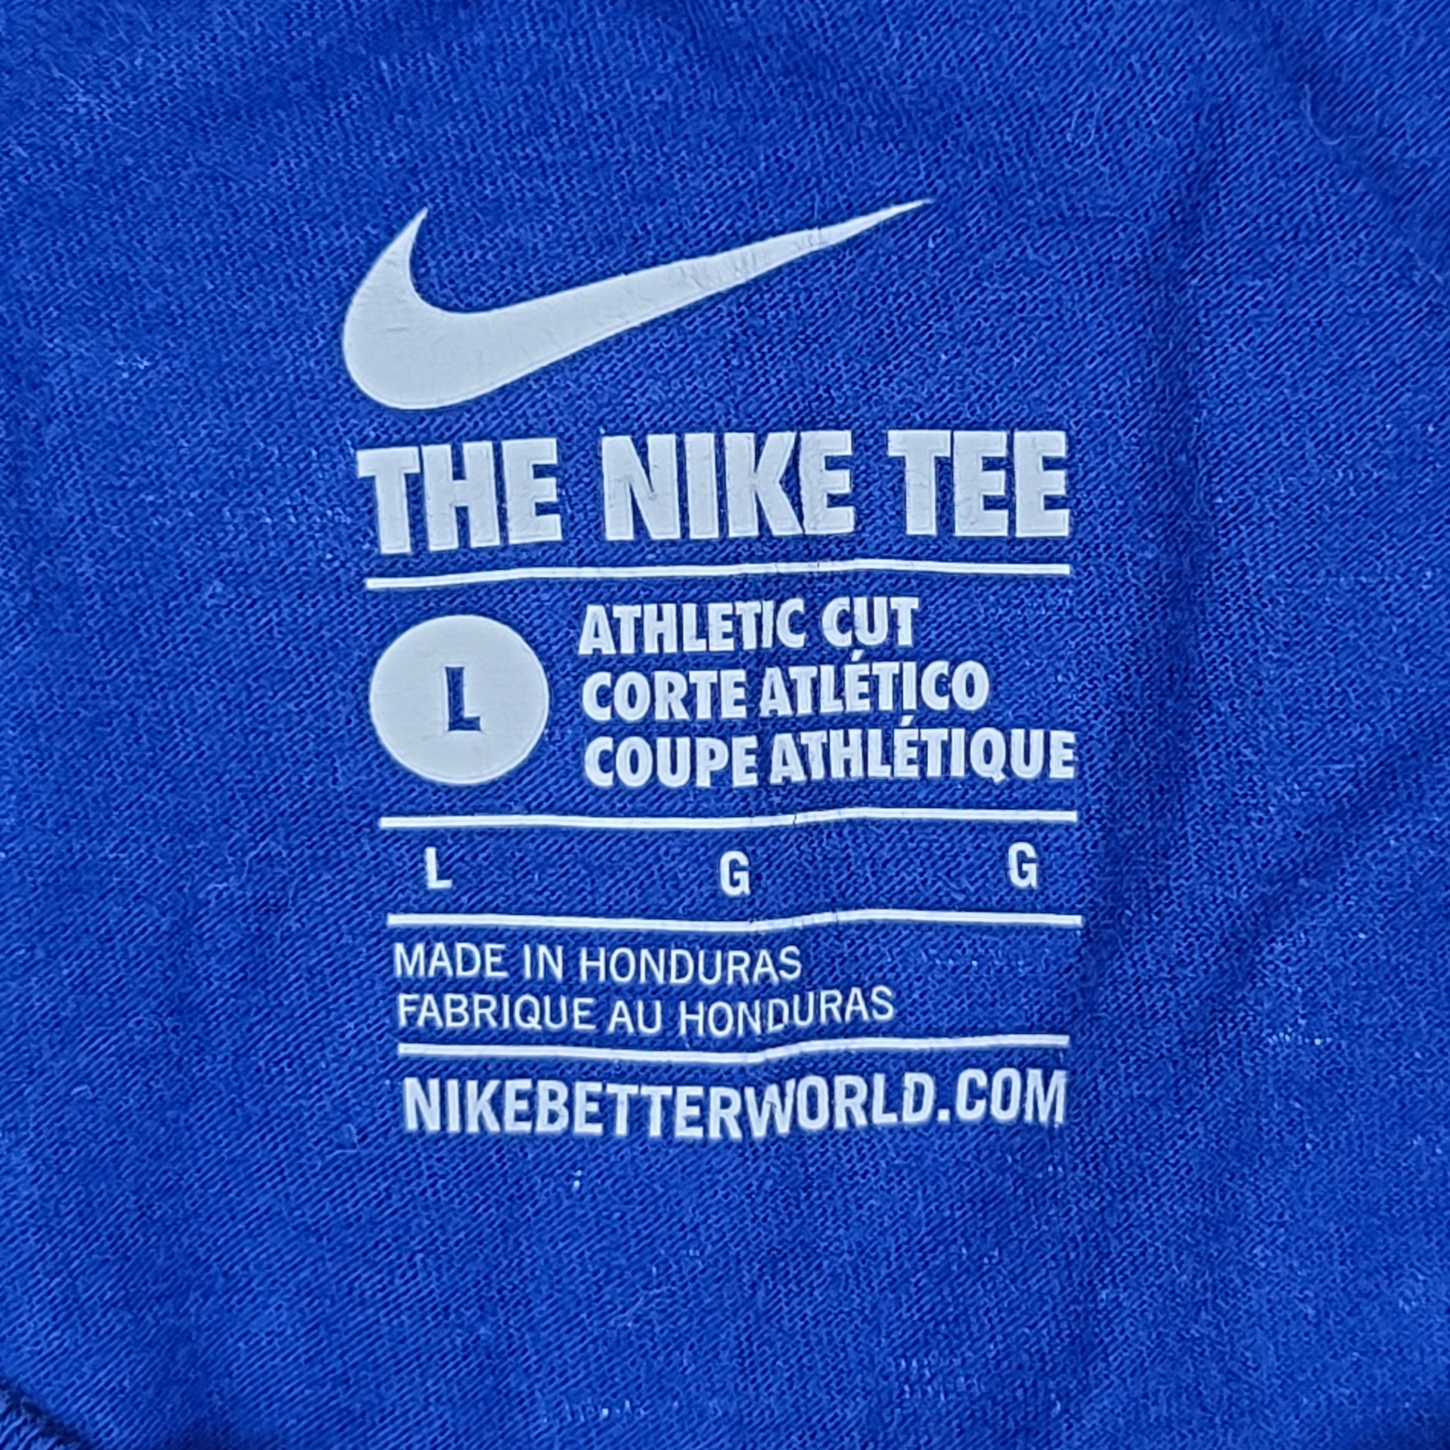 THE NIKE TEE
L
ATHLETIC CUT
CORTE ATLÉTICO
COUPE ATHLÉTIQUE
L G G
MADE IN HONDURAS
FABRIQUE AU HONDURAS
NIKEBETTERWORLD.COM